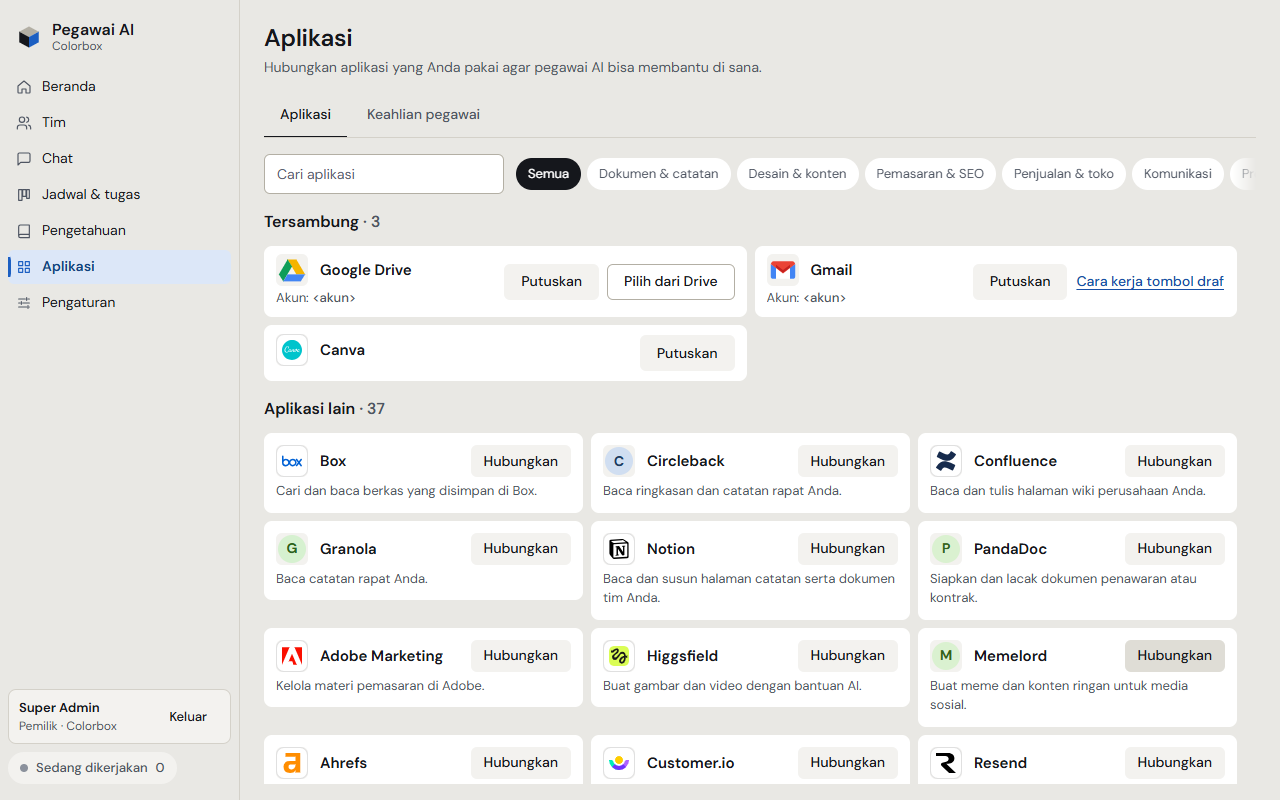 Pegawai AI
Colorbox
Beranda
Tim
Chat
Jadwal & tugas
Pengetahuan
Aplikasi
Pengaturan
Super Admin
Pemilik · Colorbox
Keluar
Sedang dikerjakan 0
Aplikasi
Hubungkan aplikasi yang Anda pakai agar pegawai AI bisa membantu di sana.
Aplikasi Keahlian pegawai
Cari aplikasi Semua Dokumen & catatan Desain & konten Pemasaran & SEO Penjualan & toko Komunikasi
Tersambung · 3
Google Drive Putuskan Pilih dari Drive
Akun: <akun>
Gmail Putuskan Cara kerja tombol draf
Akun: <akun>
Canva Canva Putuskan
Aplikasi lain · 37
box Box Hubungkan
Cari dan baca berkas yang disimpan di Box.
C Circleback Hubungkan
Baca ringkasan dan catatan rapat Anda.
Confluence Hubungkan
Baca dan tulis halaman wiki perusahaan Anda.
G Granola Hubungkan
Baca catatan rapat Anda.
Notion Hubungkan
Baca dan susun halaman catatan serta dokumen
tim Anda.
P PandaDoc Hubungkan
Siapkan dan lacak dokumen penawaran atau
kontrak.
Adobe Marketing Hubungkan
Kelola materi pemasaran di Adobe.
Higgsfield Hubungkan
Buat gambar dan video dengan bantuan AI.
M Memelord Hubungkan
Buat meme dan konten ringan untuk media
sosial.
Ahrefs Hubungkan
Customer.io Hubungkan
Resend Hubungkan